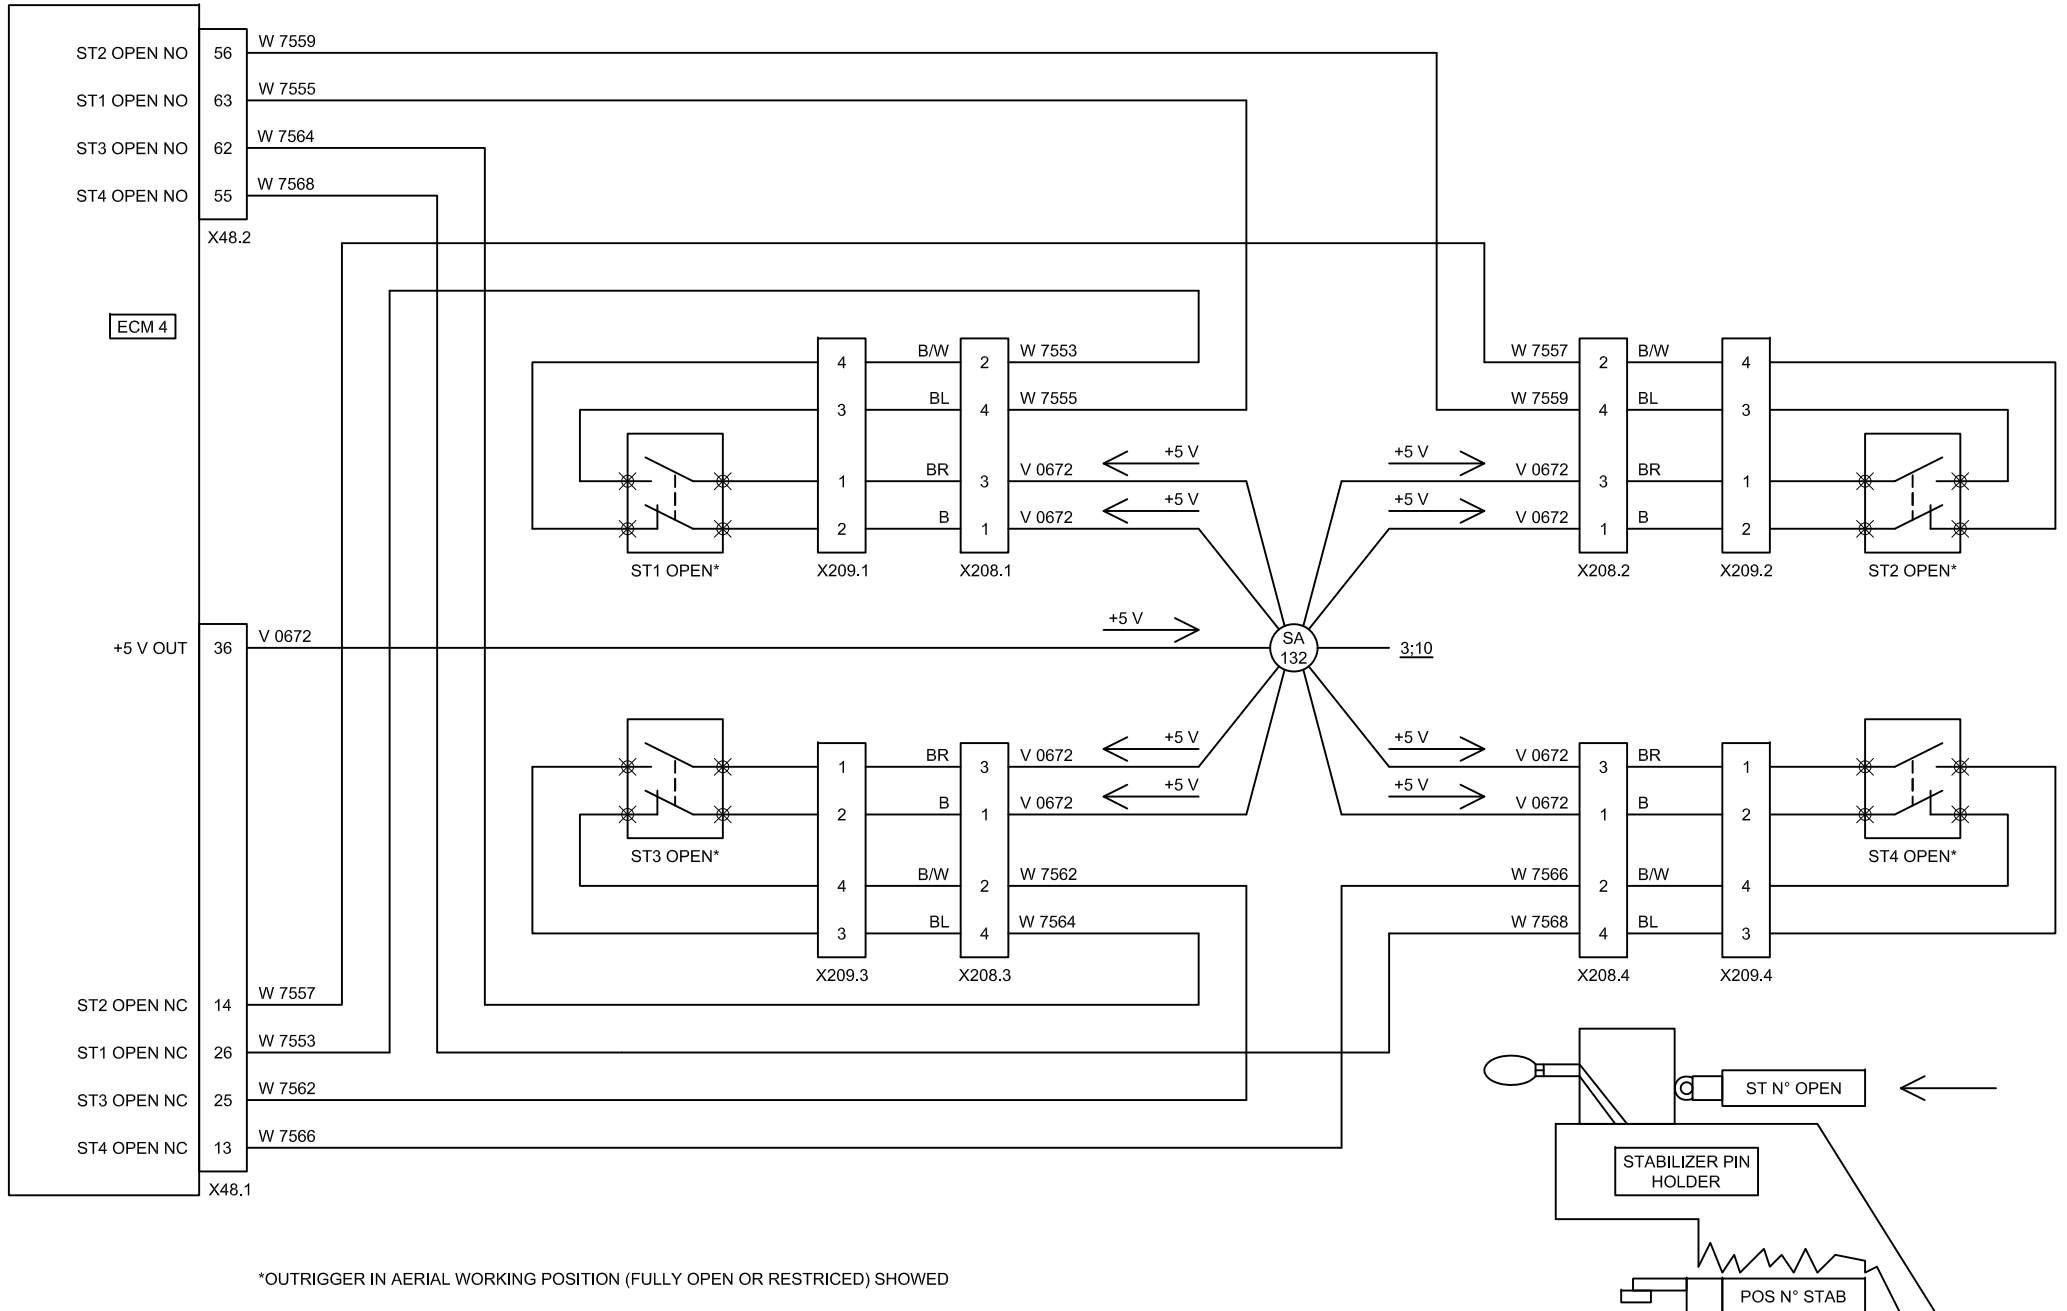 ST2 OPEN NO 56 W 7559
ST1 OPEN NO 63 W 7555
ST3 OPEN NO 62 W 7564
ST4 OPEN NO 55 W 7568
X48.2
ECM 4
4 B/W 2 W 7553
3 BL 4 W 7555
1 BR 3 V 0672 +5 V
2 B 1 V 0672 +5 V
ST1 OPEN* X209.1 X208.1
W 7557 2 B/W 4
W 7559 4 BL 3
+5 V V 0672 3 BR 1
+5 V V 0672 1 B 2
X208.2 X209.2 ST2 OPEN*
+5 V OUT 36 V 0672 +5 V
SA
132
3;10
1 BR 3 V 0672 +5 V
2 B 1 V 0672 +5 V
ST3 OPEN*
4 B/W 2 W 7562
3 BL 4 W 7564
X209.3 X208.3
+5 V V 0672 3 BR 1
+5 V V 0672 1 B 2
ST4 OPEN*
W 7566 2 B/W 4
W 7568 4 BL 3
X208.4 X209.4
ST2 OPEN NC 14 W 7557
ST1 OPEN NC 26 W 7553
ST3 OPEN NC 25 W 7562
ST4 OPEN NC 13 W 7566
X48.1
ST N° OPEN
STABILIZER PIN
HOLDER
POS N° STAB
*OUTRIGGER IN AERIAL WORKING POSITION (FULLY OPEN OR RESTRICED) SHOWED